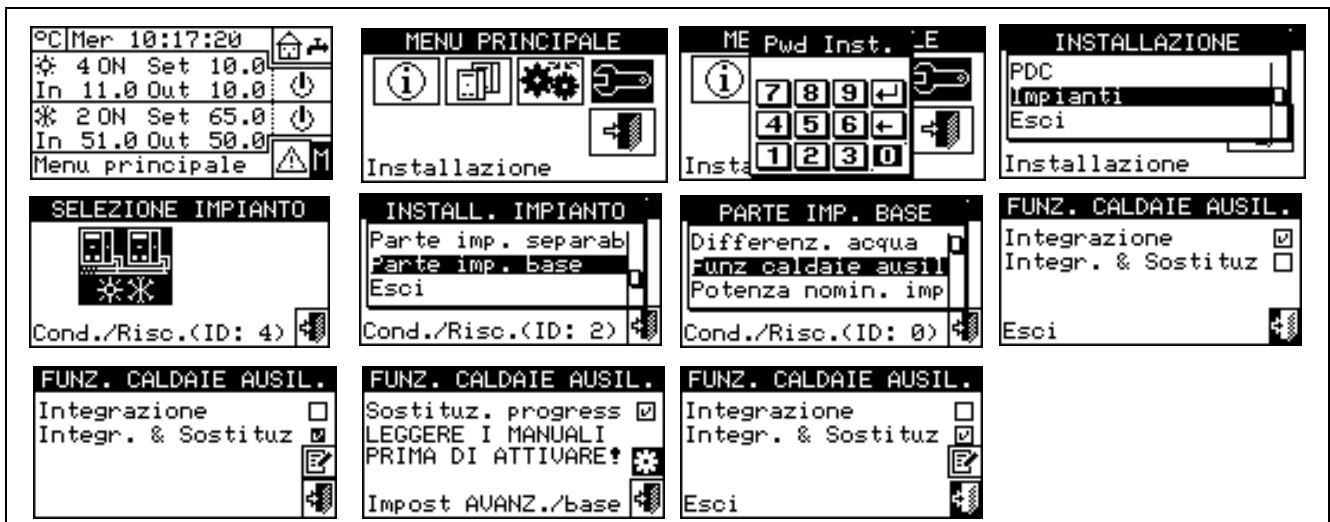 °C Mer 10:17:20
4 ON Set 10.0
In 11.0 Out 10.0
2 ON Set 65.0
In 51.0 Out 50.0
Menu principale M
MENU PRINCIPALE
Installazione
ME Pwd Inst. LE
7 8 9
4 5 6
1 2 3 0
Insta
INSTALLAZIONE
PDC
Impianti
Esci
Installazione
SELEZIONE IMPIANTO
Cond./Risc.(ID: 4)
INSTALL. IMPIANTO
Parte imp. separab
Parte imp. base
Esci
Cond./Risc.(ID: 2)
PARTE IMP. BASE
Differenz. acqua
Funz caldaie ausil
Potenza nomin. imp
Cond./Risc.(ID: 0)
FUNZ. CALDAIE AUSIL.
Integrazione
Integr. & Sostituz
Esci
FUNZ. CALDAIE AUSIL.
Integrazione
Integr. & Sostituz
FUNZ. CALDAIE AUSIL.
Sostituz. progress
LEGGERE I MANUALI
PRIMA DI ATTIVARE!
Impost AVANZ./base
FUNZ. CALDAIE AUSIL.
Integrazione
Integr. & Sostituz
Esci